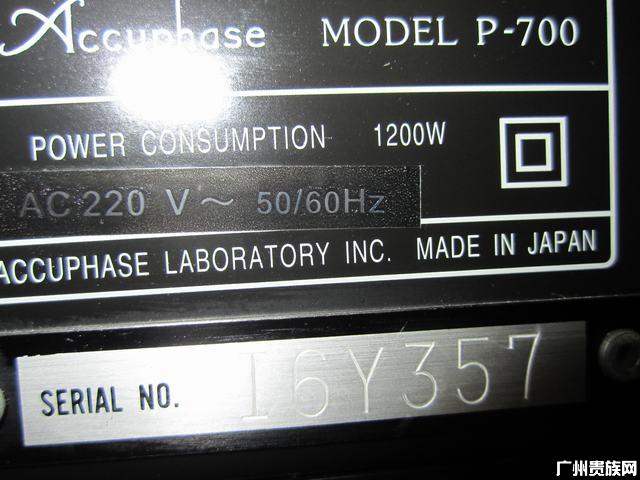 Accuphase MODEL P-700
POWER CONSUMPTION 1200W
AC 220 V ~ 50/60Hz
ACCUPHASE LABORATORY INC. MADE IN JAPAN
SERIAL NO. I6Y357
广州贵族网